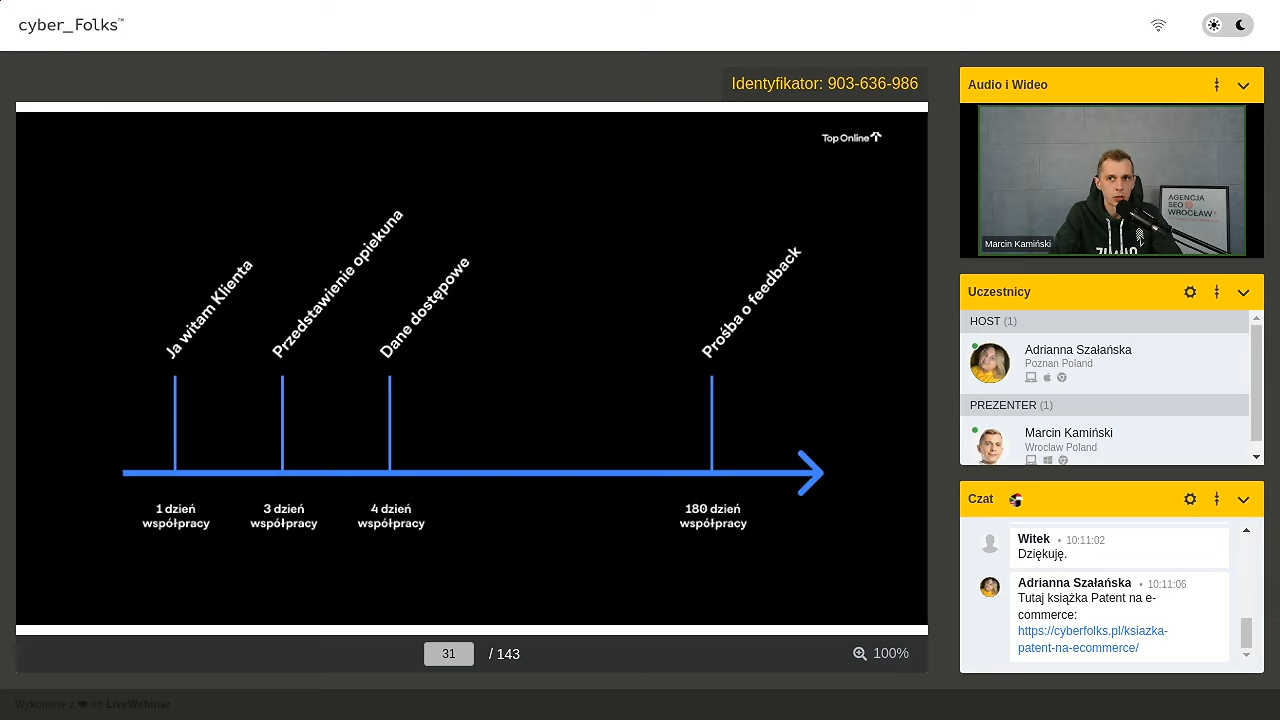 cyber_Folks™
Identyfikator: 903-636-986
Top Online
Ja witam Klienta
Przedstawienie opiekuna
Dane dostępowe
Prośba o feedback
1 dzień
współpracy
3 dzień
współpracy
4 dzień
współpracy
180 dzień
współpracy
31 / 143
100%
Audio i Wideo
AGENCJA
SEO
WROCŁAW
Marcin Kamiński
Uczestnicy
HOST (1)
Adrianna Szałańska
Poznan Poland
PREZENTER (1)
Marcin Kamiński
Wroclaw Poland
Czat
Witek • 10:11:02
Dziękuję.
Adrianna Szałańska • 10:11:06
Tutaj książka Patent na e-
commerce:
https://cyberfolks.pl/ksiazka-
patent-na-ecommerce/
Wykonane z ❤ od LiveWebinar